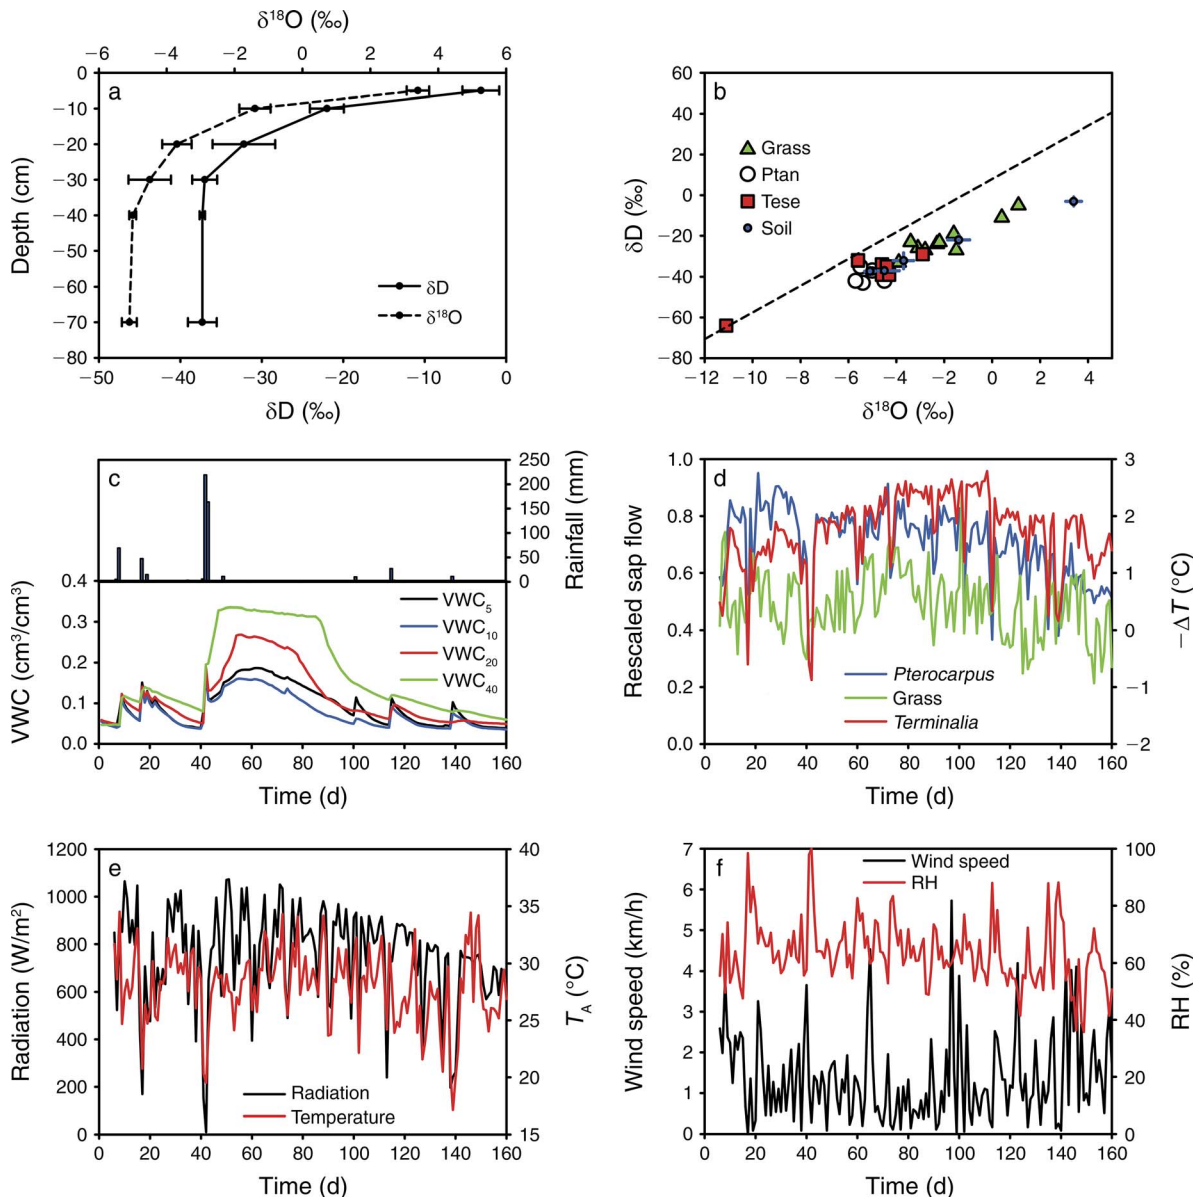 δ¹⁸O (‰)
−6 −4 −2 0 2 4 6
a
0
−10
−20
−30
−40
−50
−60
−70
−80
Depth (cm)
δD
δ¹⁸O
−50 −40 −30 −20 −10 0
δD (‰)
b
60
40
20
0
−20
−40
−60
−80
δD (‰)
Grass
Ptan
Tese
Soil
−12 −10 −8 −6 −4 −2 0 2 4
δ¹⁸O (‰)
c
250
200
150
100
50
0
Rainfall (mm)
0.4
0.3
0.2
0.1
0.0
VWC (cm³/cm³)
VWC₅
VWC₁₀
VWC₂₀
VWC₄₀
0 20 40 60 80 100 120 140 160
Time (d)
d
1.0
0.8
0.6
0.4
0.2
0.0
Rescaled sap flow
3
2
1
0
−1
−2
−ΔT (°C)
Pterocarpus
Grass
Terminalia
0 20 40 60 80 100 120 140 160
Time (d)
e
1200
1000
800
600
400
200
0
Radiation (W/m²)
40
35
30
25
20
15
T_A (°C)
Radiation
Temperature
0 20 40 60 80 100 120 140 160
Time (d)
f
7
6
5
4
3
2
1
0
Wind speed (km/h)
100
80
60
40
20
0
RH (%)
Wind speed
RH
0 20 40 60 80 100 120 140 160
Time (d)